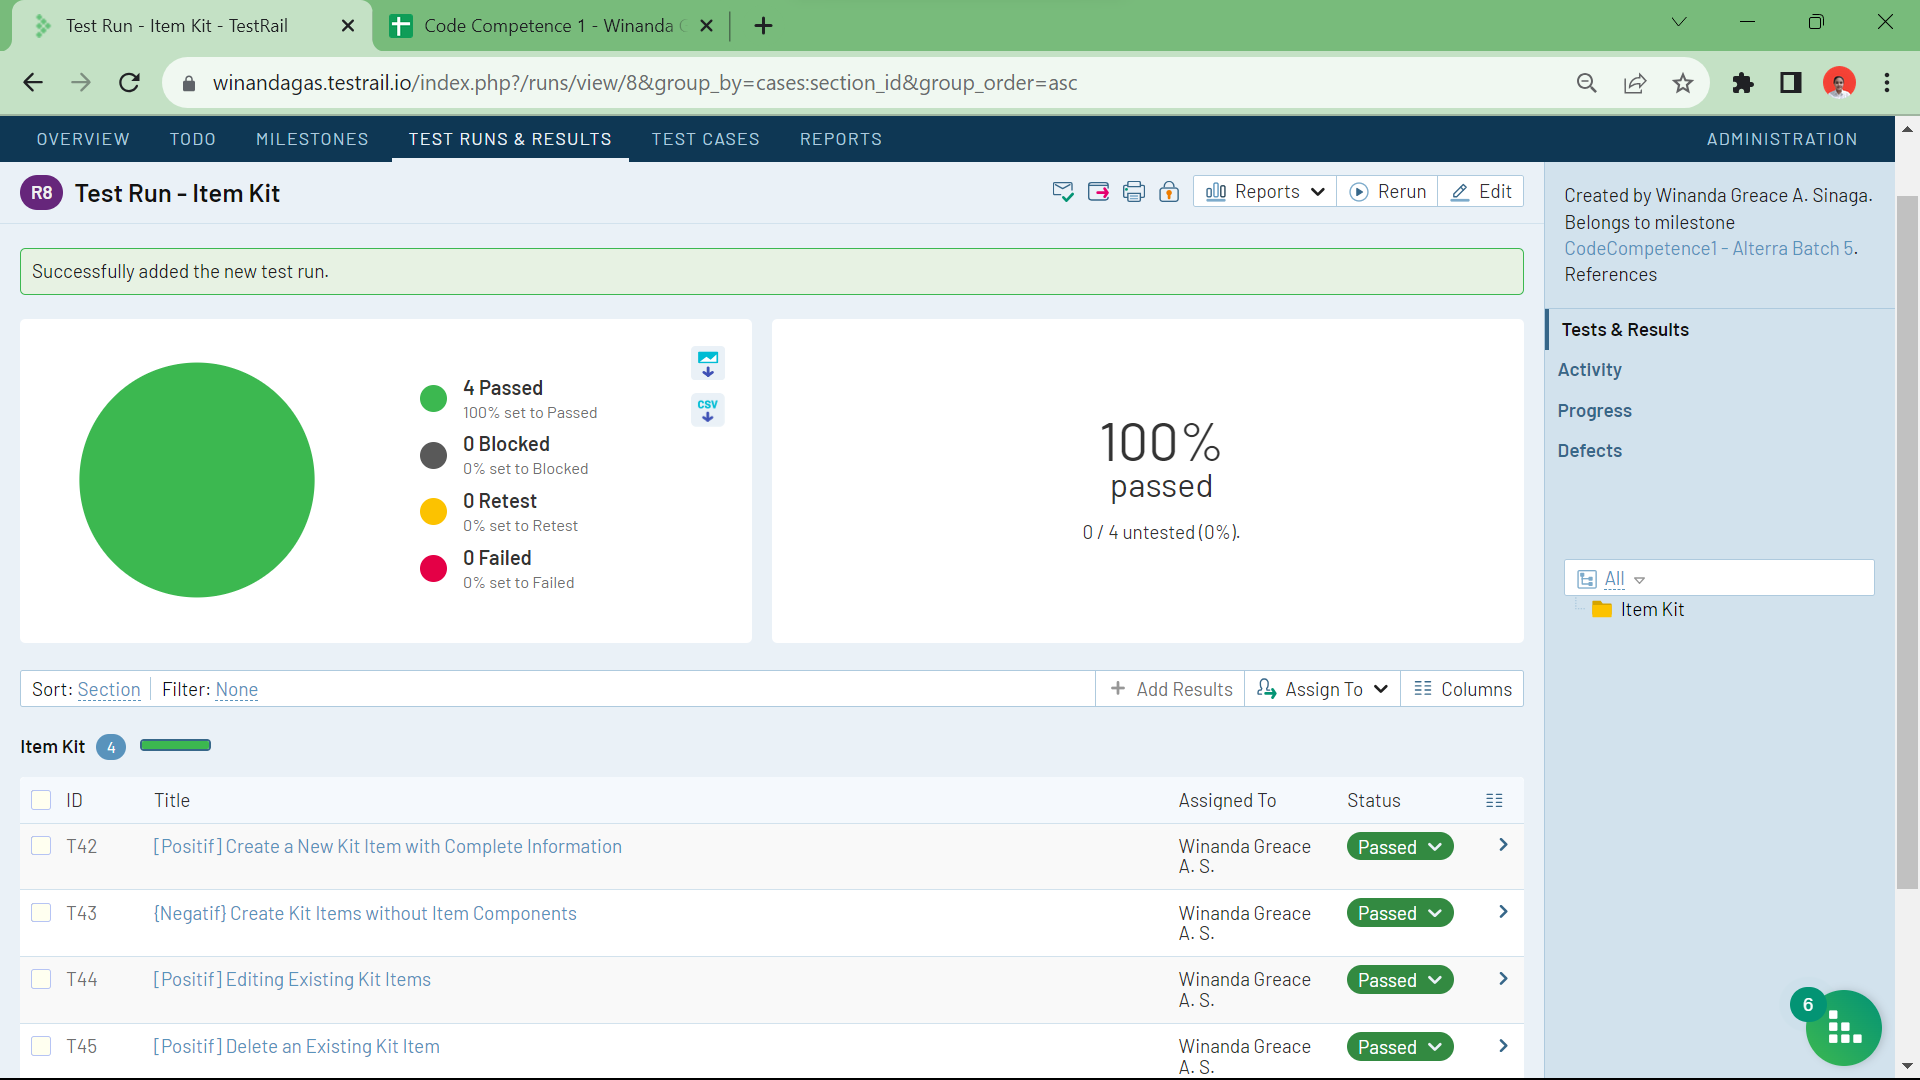 Test Run - Item Kit - TestRail
Code Competence 1 - Winanda
winandagas.testrail.io/index.php?/runs/view/8&group_by=cases:section_id&group_order=asc
OVERVIEW TODO MILESTONES TEST RUNS & RESULTS TEST CASES REPORTS ADMINISTRATION
R8 Test Run - Item Kit
Reports Rerun Edit
Successfully added the new test run.
4 Passed
100% set to Passed
0 Blocked
0% set to Blocked
0 Retest
0% set to Retest
0 Failed
0% set to Failed
CSV
100%
passed
0 / 4 untested (0%).
Created by Winanda Greace A. Sinaga.
Belongs to milestone
CodeCompetence1 - Alterra Batch 5.
References
Tests & Results
Activity
Progress
Defects
All
Item Kit
Sort: Section Filter: None
Add Results Assign To Columns
Item Kit 4
ID Title Assigned To Status
T42 [Positif] Create a New Kit Item with Complete Information Winanda Greace A. S. Passed
T43 {Negatif} Create Kit Items without Item Components Winanda Greace A. S. Passed
T44 [Positif] Editing Existing Kit Items Winanda Greace A. S. Passed
T45 [Positif] Delete an Existing Kit Item Winanda Greace A. S. Passed
6